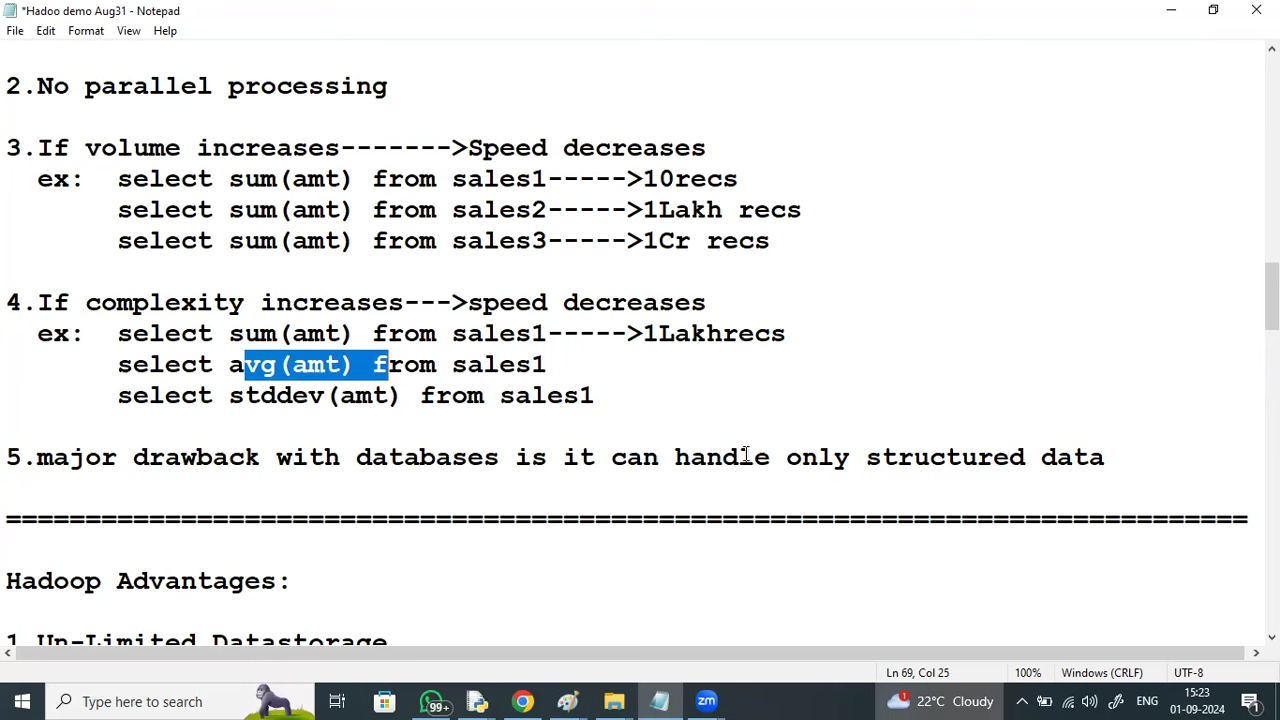 *Hadoo demo Aug31 - Notepad
File Edit Format View Help
2.No parallel processing
3.If volume increases------->Speed decreases
ex: select sum(amt) from sales1----->10recs
select sum(amt) from sales2----->1Lakh recs
select sum(amt) from sales3----->1Cr recs
4.If complexity increases--->speed decreases
ex: select sum(amt) from sales1----->1Lakhrecs
select avg(amt) from sales1
select stddev(amt) from sales1
5.major drawback with databases is it can handle only structured data
===============================================================================
Hadoop Advantages:
1.Un-Limited Datastorage
Ln 69, Col 25 100% Windows (CRLF) UTF-8
Type here to search 99+ zm 1 22°C Cloudy ENG 15:23
01-09-2024 1